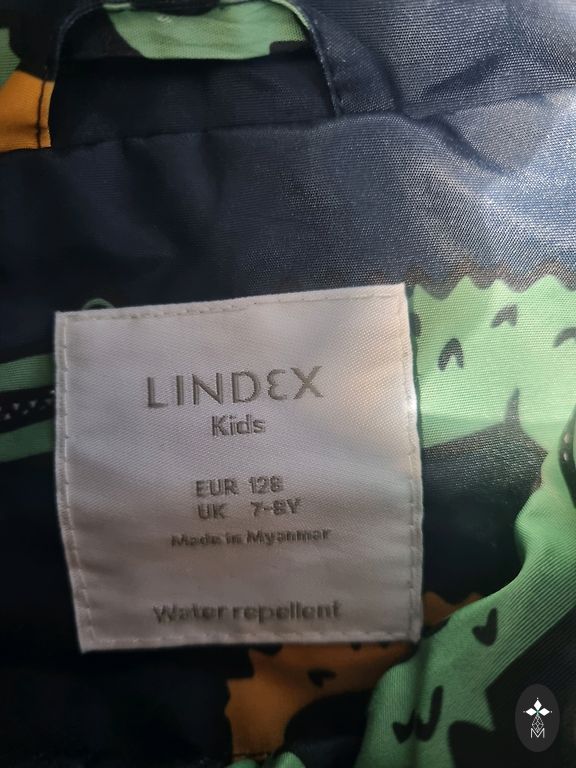 LINDEX
Kids
EUR 128
UK 7-8Y
Made in Myanmar
Water repellent
M